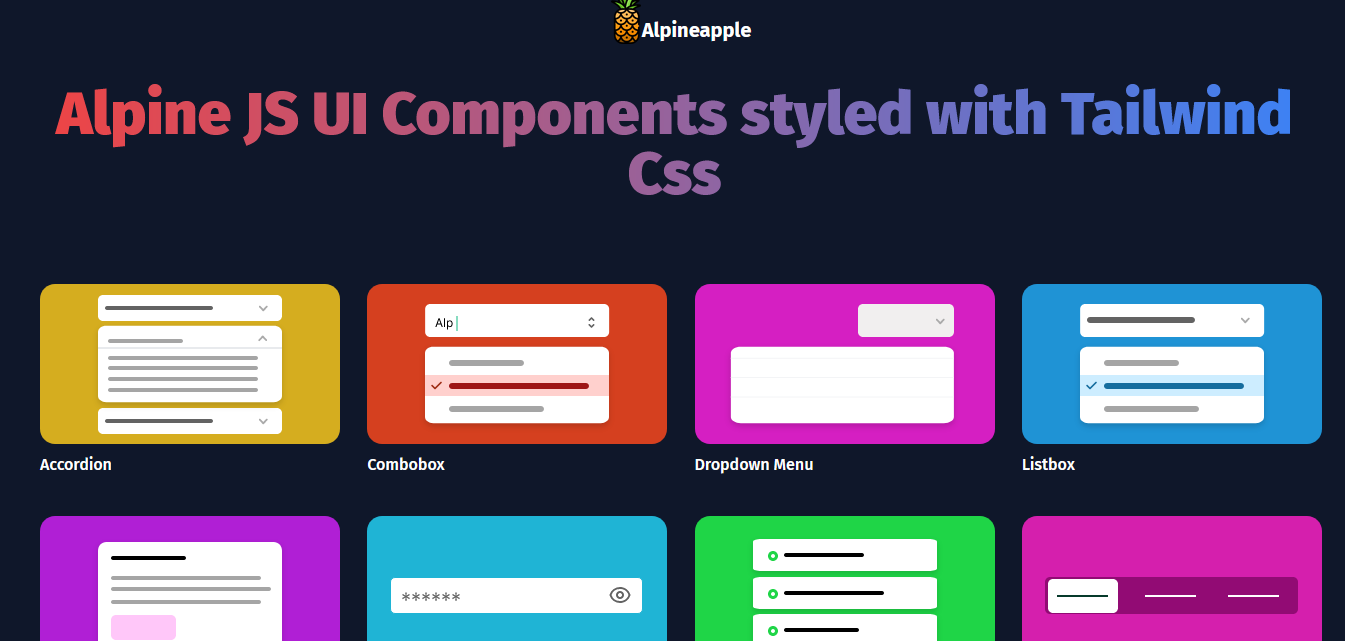 Alpineapple
Alpine JS UI Components styled with Tailwind
Css
Alp
Accordion
Combobox
Dropdown Menu
Listbox
******